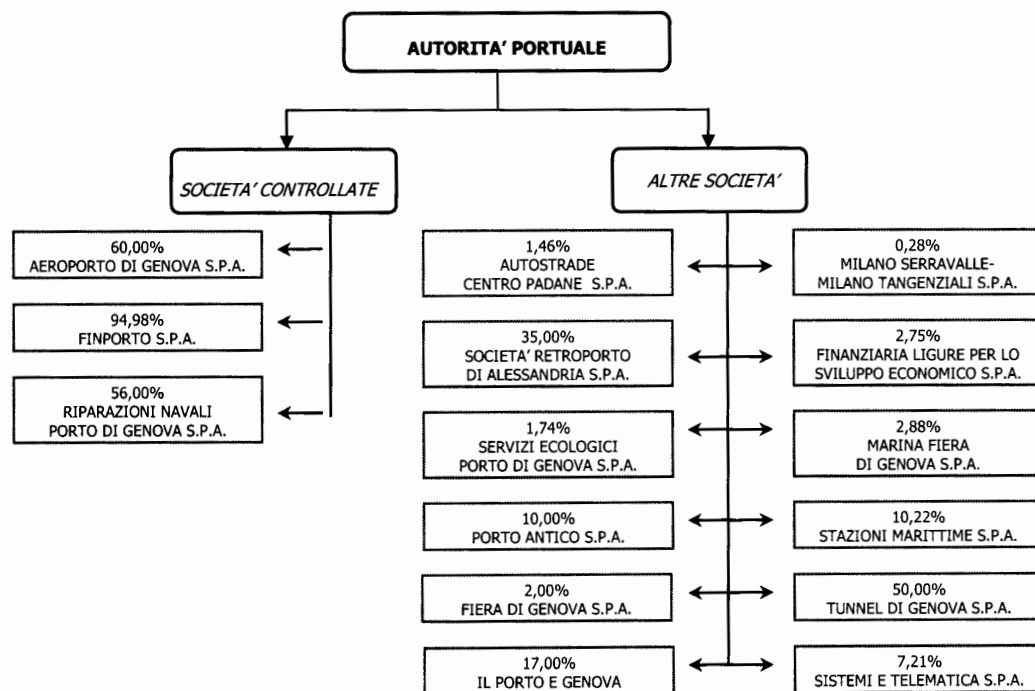 AUTORITA’ PORTUALE
SOCIETA’ CONTROLLATE
ALTRE SOCIETA’
60,00%
AEROPORTO DI GENOVA S.P.A.
94,98%
FINPORTO S.P.A.
56,00%
RIPARAZIONI NAVALI
PORTO DI GENOVA S.P.A.
1,46%
AUTOSTRADE
CENTRO PADANE S.P.A.
0,28%
MILANO SERRAVALLE-
MILANO TANGENZIALI S.P.A.
35,00%
SOCIETA’ RETROPORTO
DI ALESSANDRIA S.P.A.
2,75%
FINANZIARIA LIGURE PER LO
SVILUPPO ECONOMICO S.P.A.
1,74%
SERVIZI ECOLOGICI
PORTO DI GENOVA S.P.A.
2,88%
MARINA FIERA
DI GENOVA S.P.A.
10,00%
PORTO ANTICO S.P.A.
10,22%
STAZIONI MARITTIME S.P.A.
2,00%
FIERA DI GENOVA S.P.A.
50,00%
TUNNEL DI GENOVA S.P.A.
17,00%
IL PORTO E GENOVA
7,21%
SISTEMI E TELEMATICA S.P.A.